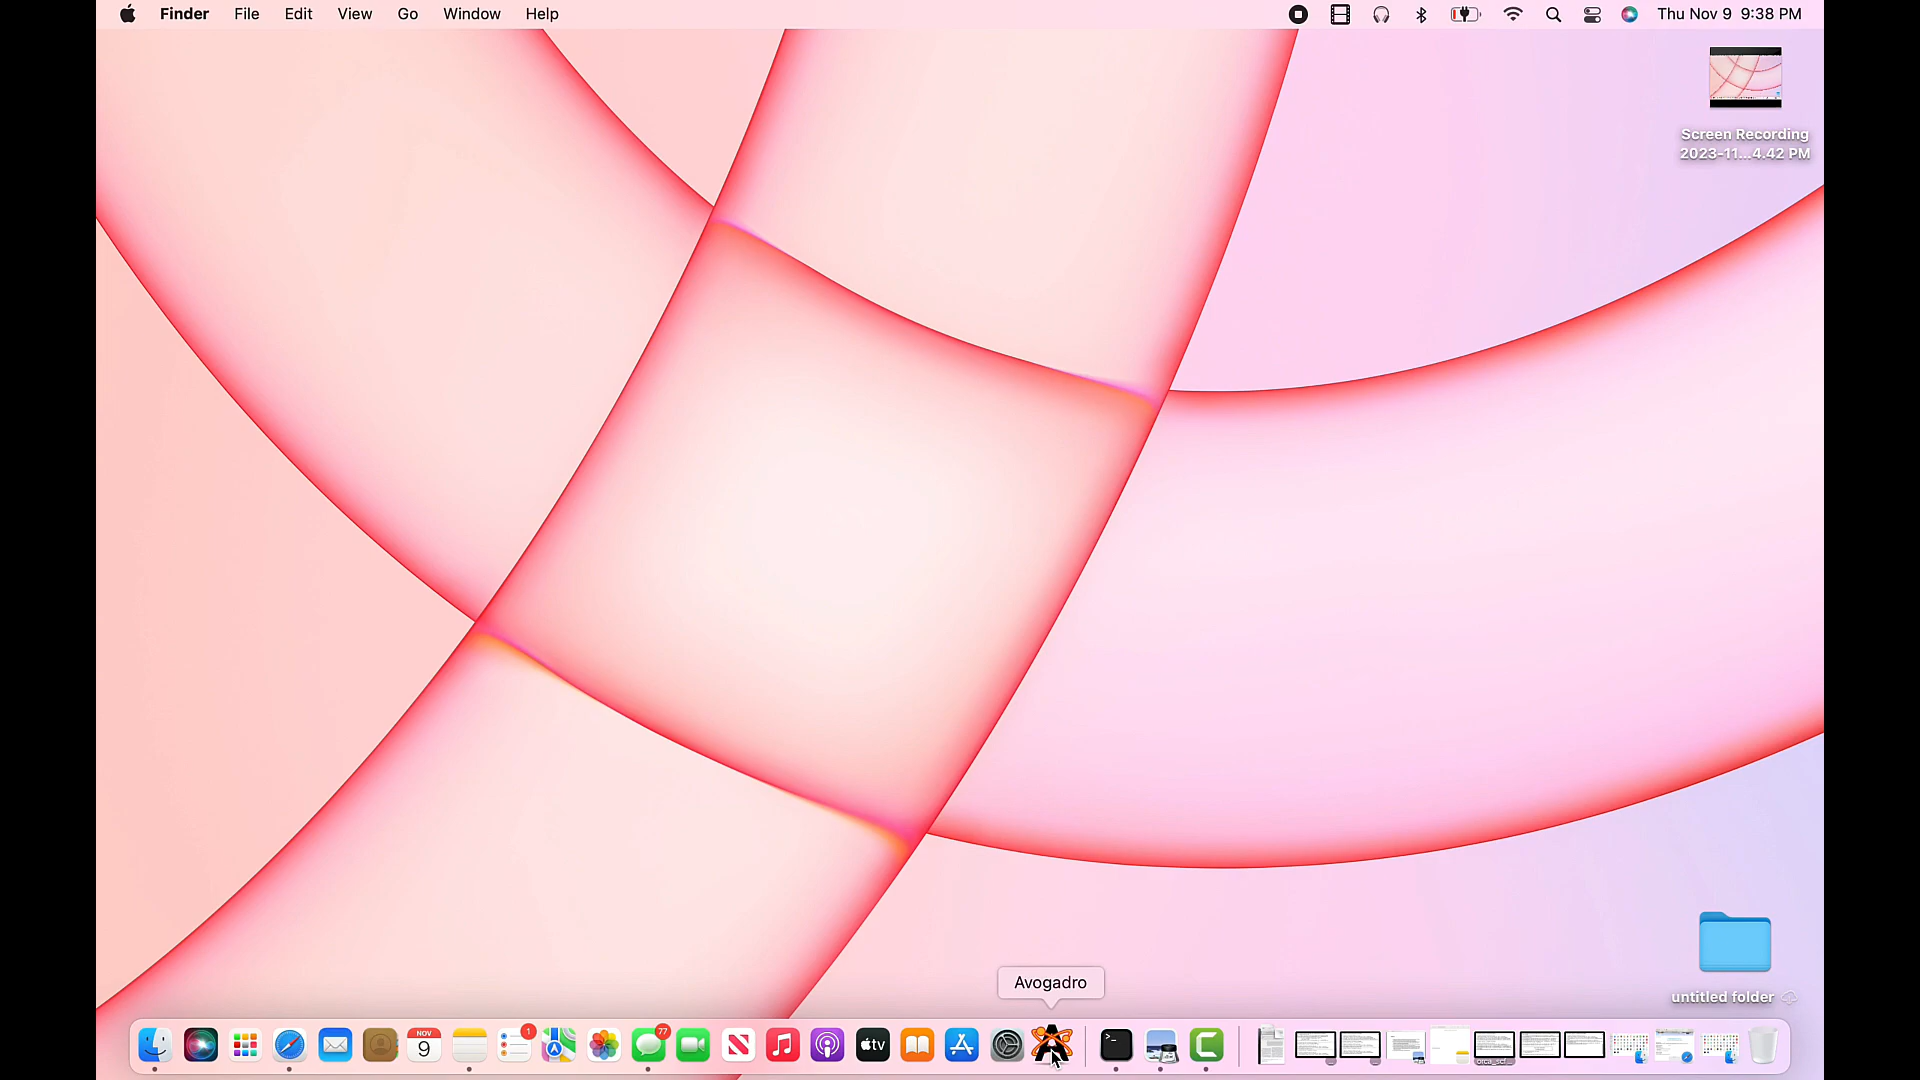 Finder File Edit View Go Window Help Thu Nov 9 9:38 PM
Screen Recording
2023-11...4.42 PM
Avogadro
untitled folder
NOV
9
1
77
tv
>_